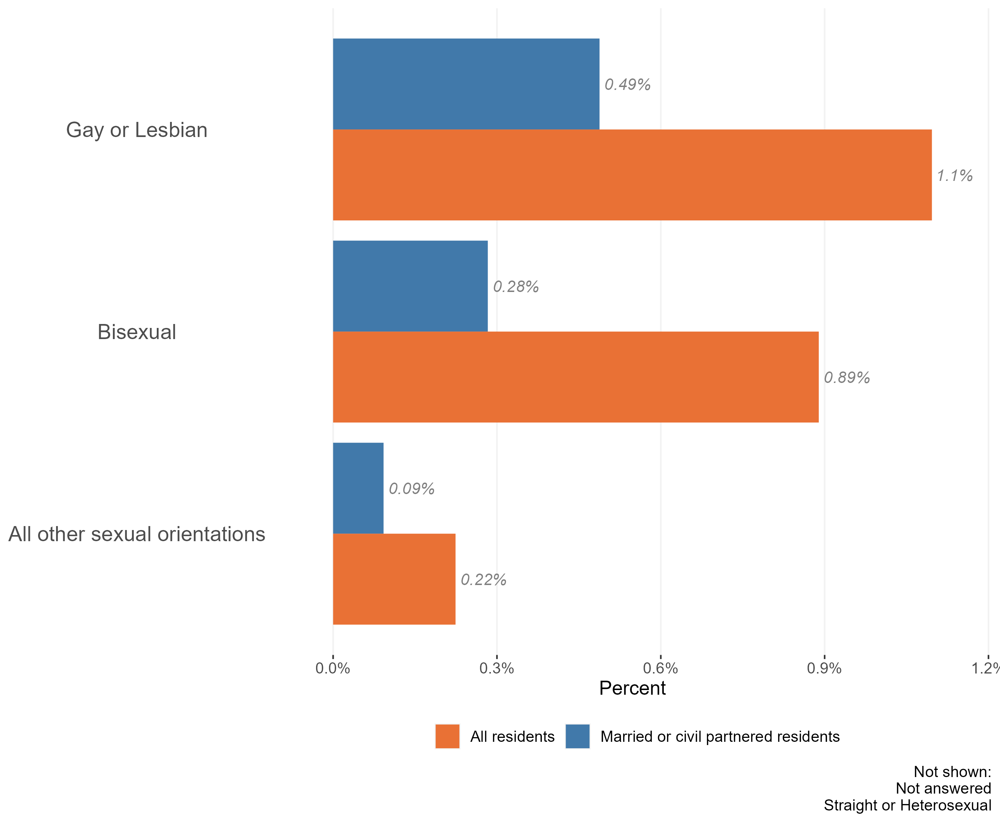 Gay or Lesbian
0.49%
1.1%
Bisexual
0.28%
0.89%
All other sexual orientations
0.09%
0.22%
0.0% 0.3% 0.6% 0.9% 1.2%
Percent
All residents Married or civil partnered residents
Not shown:
Not answered
Straight or Heterosexual